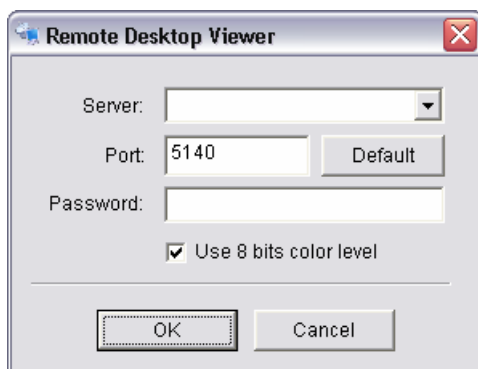 Remote Desktop Viewer
Server:
Port: 5140 Default
Password:
Use 8 bits color level
OK Cancel